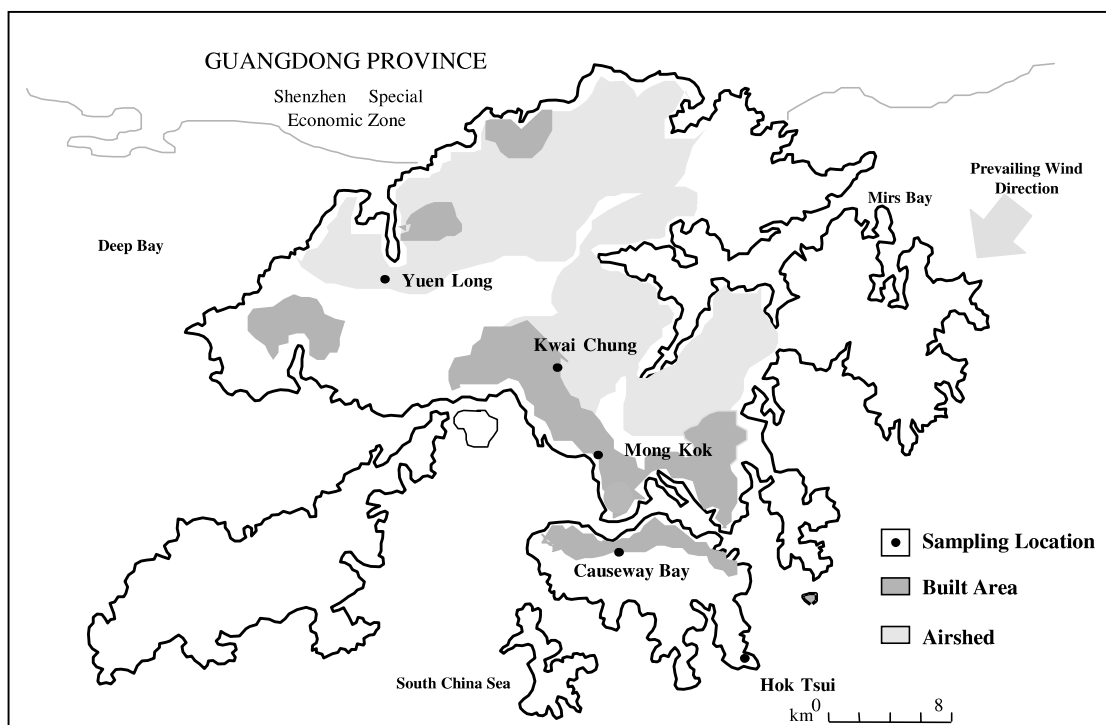 GUANGDONG PROVINCE
Shenzhen Special
Economic Zone
Prevailing Wind
Direction
Mirs Bay
Deep Bay
Yuen Long
Kwai Chung
Mong Kok
Sampling Location
Causeway Bay
Built Area
Airshed
South China Sea
Hok Tsui
km 0 8